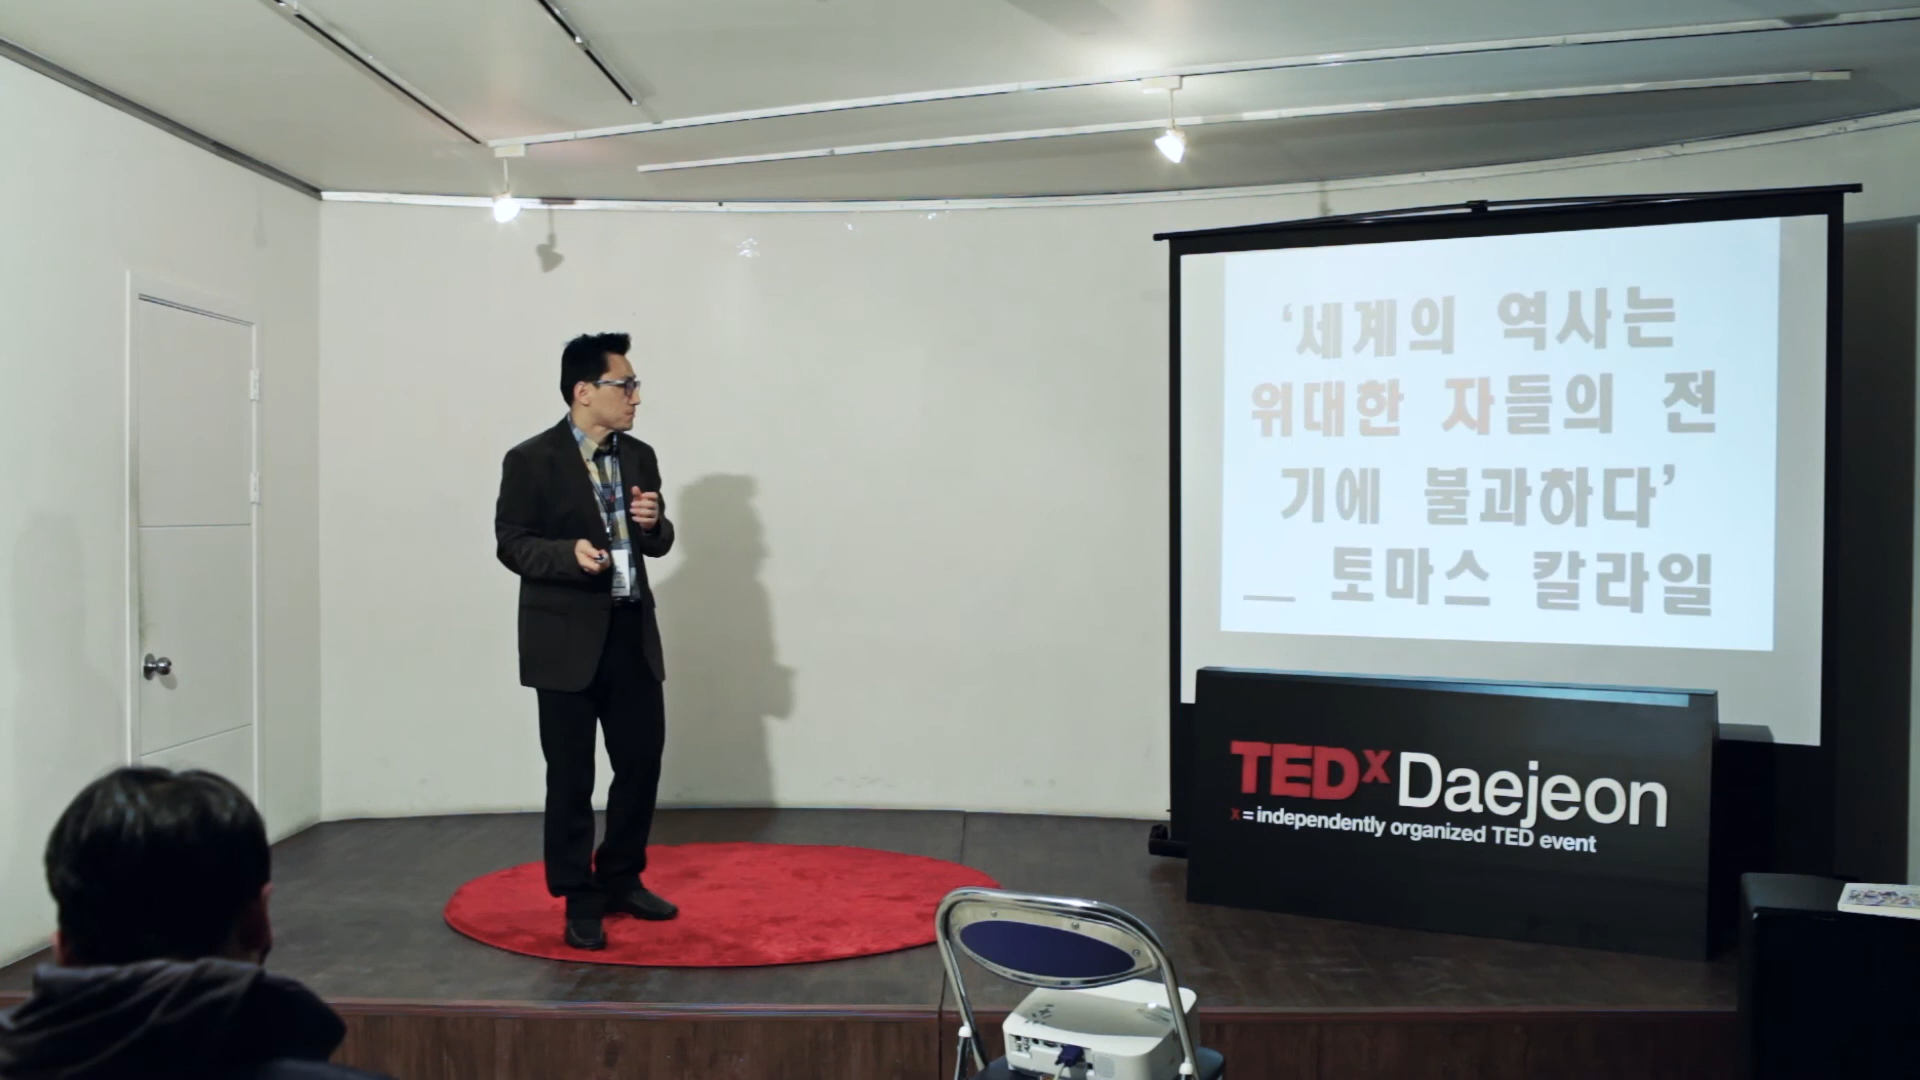 ‘세계의 역사는
위대한 자들의 전
기에 불과하다’
__ 토마스 칼라일
TEDx Daejeon
x = independently organized TED event